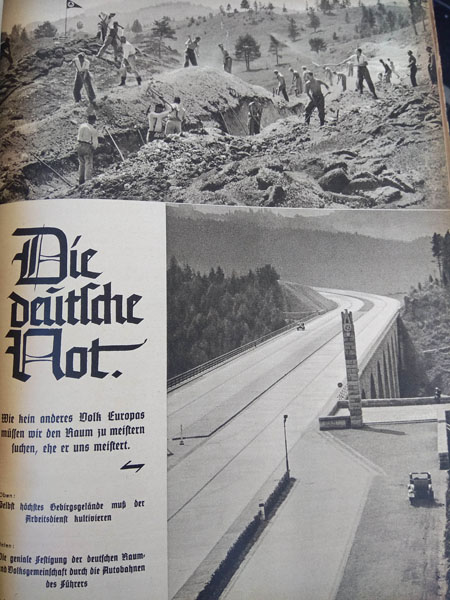 Die
deutsche
Not.
Wie kein anderes Volk Europas
müssen wir den Raum zu meistern
suchen, ehe er uns meistert.
Oben:
Selbst höchstes Gebirgsgelände muß der
Arbeitsdienst kultivieren
Unten:
Die geniale Festigung der deutschen Raum-
und Volksgemeinschaft durch die Autobahnen
des Führers